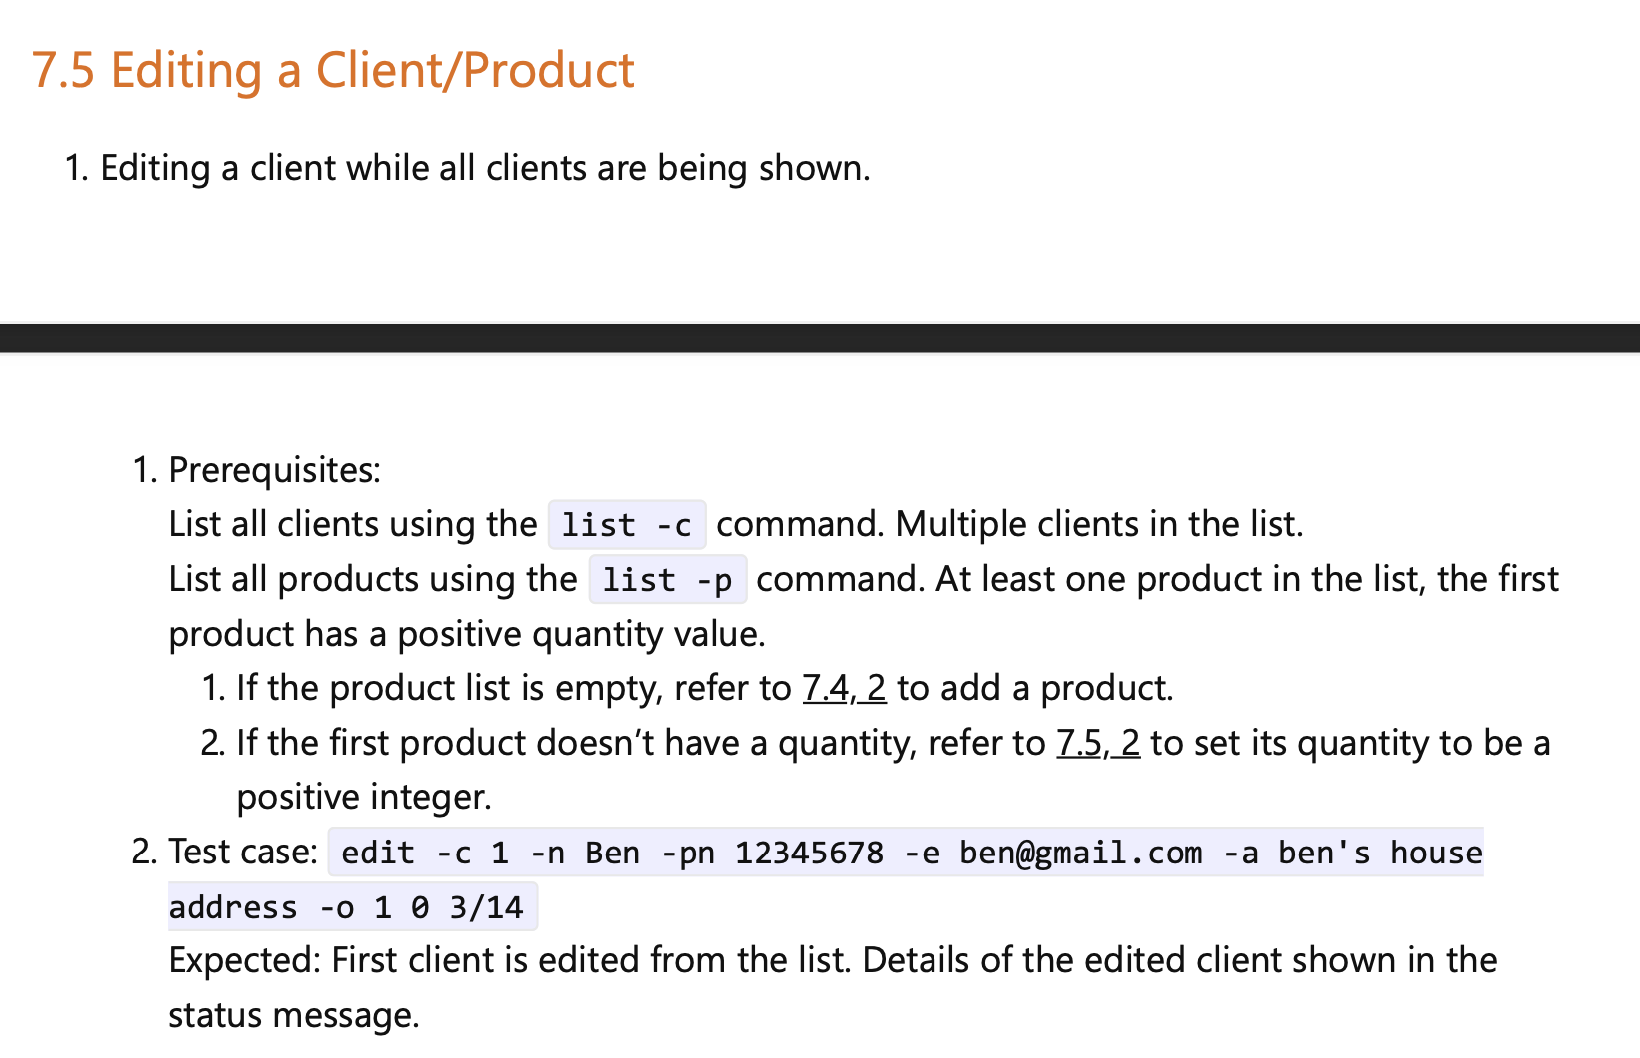 7.5 Editing a Client/Product
1. Editing a client while all clients are being shown.
1. Prerequisites:
List all clients using the list -c command. Multiple clients in the list.
List all products using the list -p command. At least one product in the list, the first
product has a positive quantity value.
1. If the product list is empty, refer to 7.4, 2 to add a product.
2. If the first product doesn’t have a quantity, refer to 7.5, 2 to set its quantity to be a
positive integer.
2. Test case: edit -c 1 -n Ben -pn 12345678 -e ben@gmail.com -a ben's house
address -o 1 0 3/14
Expected: First client is edited from the list. Details of the edited client shown in the
status message.